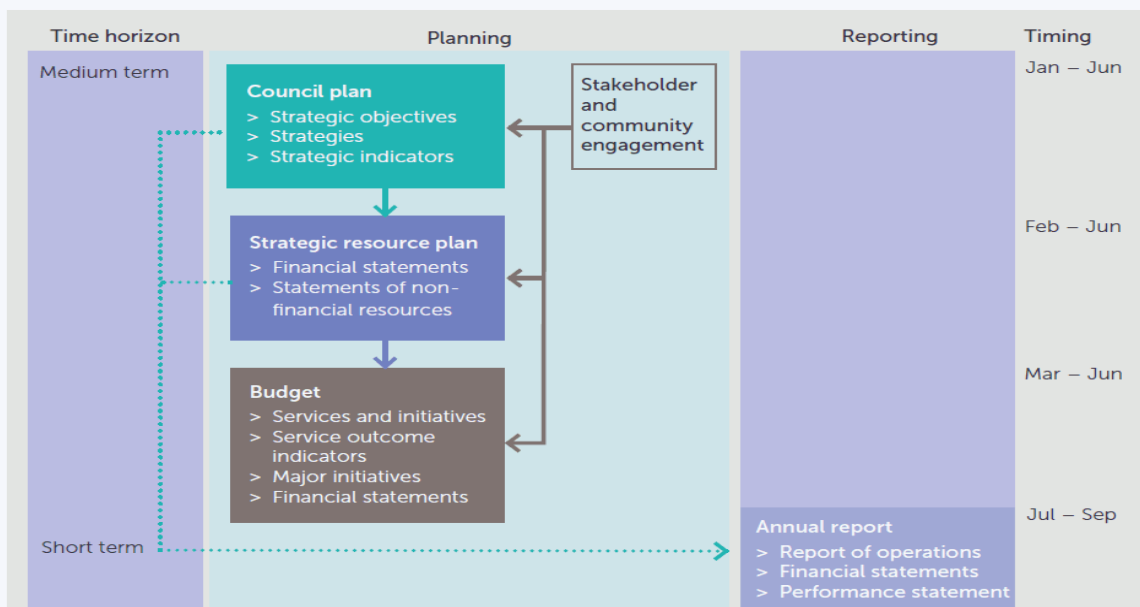 Time horizon
Planning
Reporting
Timing
Medium term
Jan – Jun
Council plan
> Strategic objectives
> Strategies
> Strategic indicators
Stakeholder
and
community
engagement
Feb – Jun
Strategic resource plan
> Financial statements
> Statements of non-
financial resources
Mar – Jun
Budget
> Services and initiatives
> Service outcome
indicators
> Major initiatives
> Financial statements
Jul – Sep
Short term
Annual report
> Report of operations
> Financial statements
> Performance statement